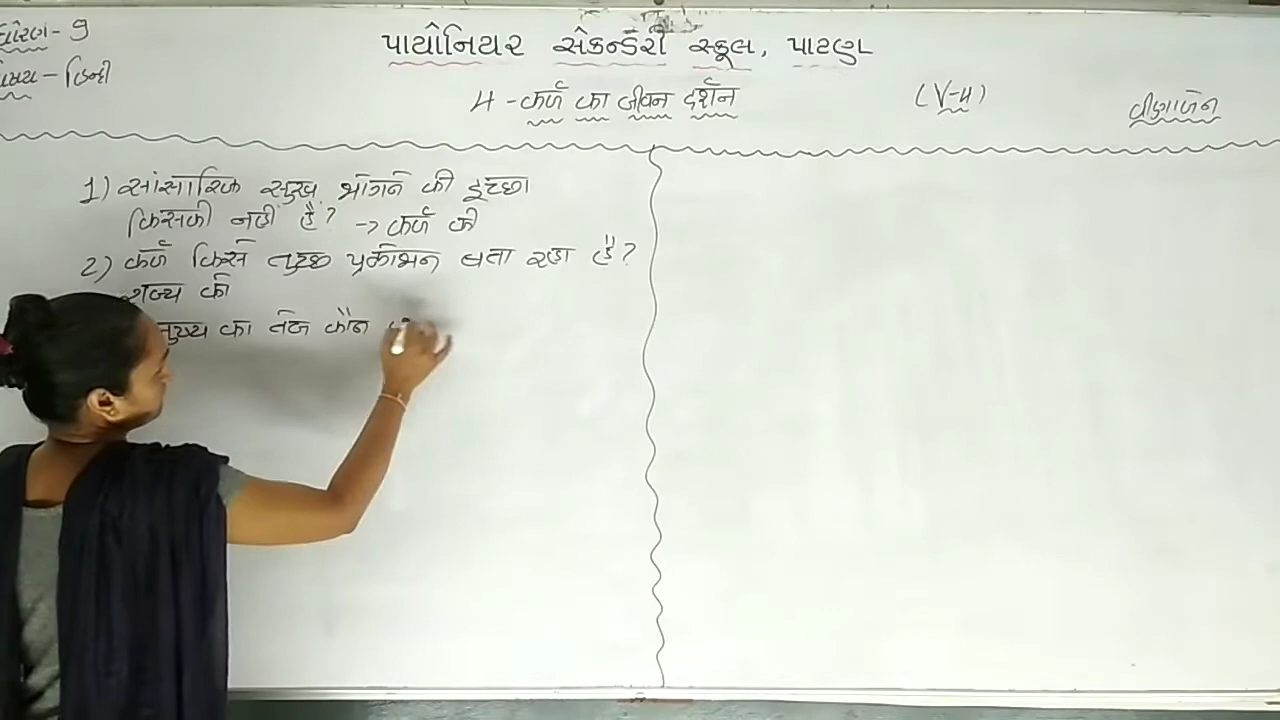 ધોરણ - 9
પાયોનિયર સેકન્ડરી સ્કૂલ, પાટણ
વિષય - હિન્દી
4 - कर्ण का जीवन दर्शन
(V-4)
વીણાબેન
1) सांसारिक सुख भोगने की इच्छा
किसकी नहीं है? -> कर्ण की
2) कर्ण किसे तुच्छ प्रलोभन बता रहा है?
राज्य को
का तेज कौन